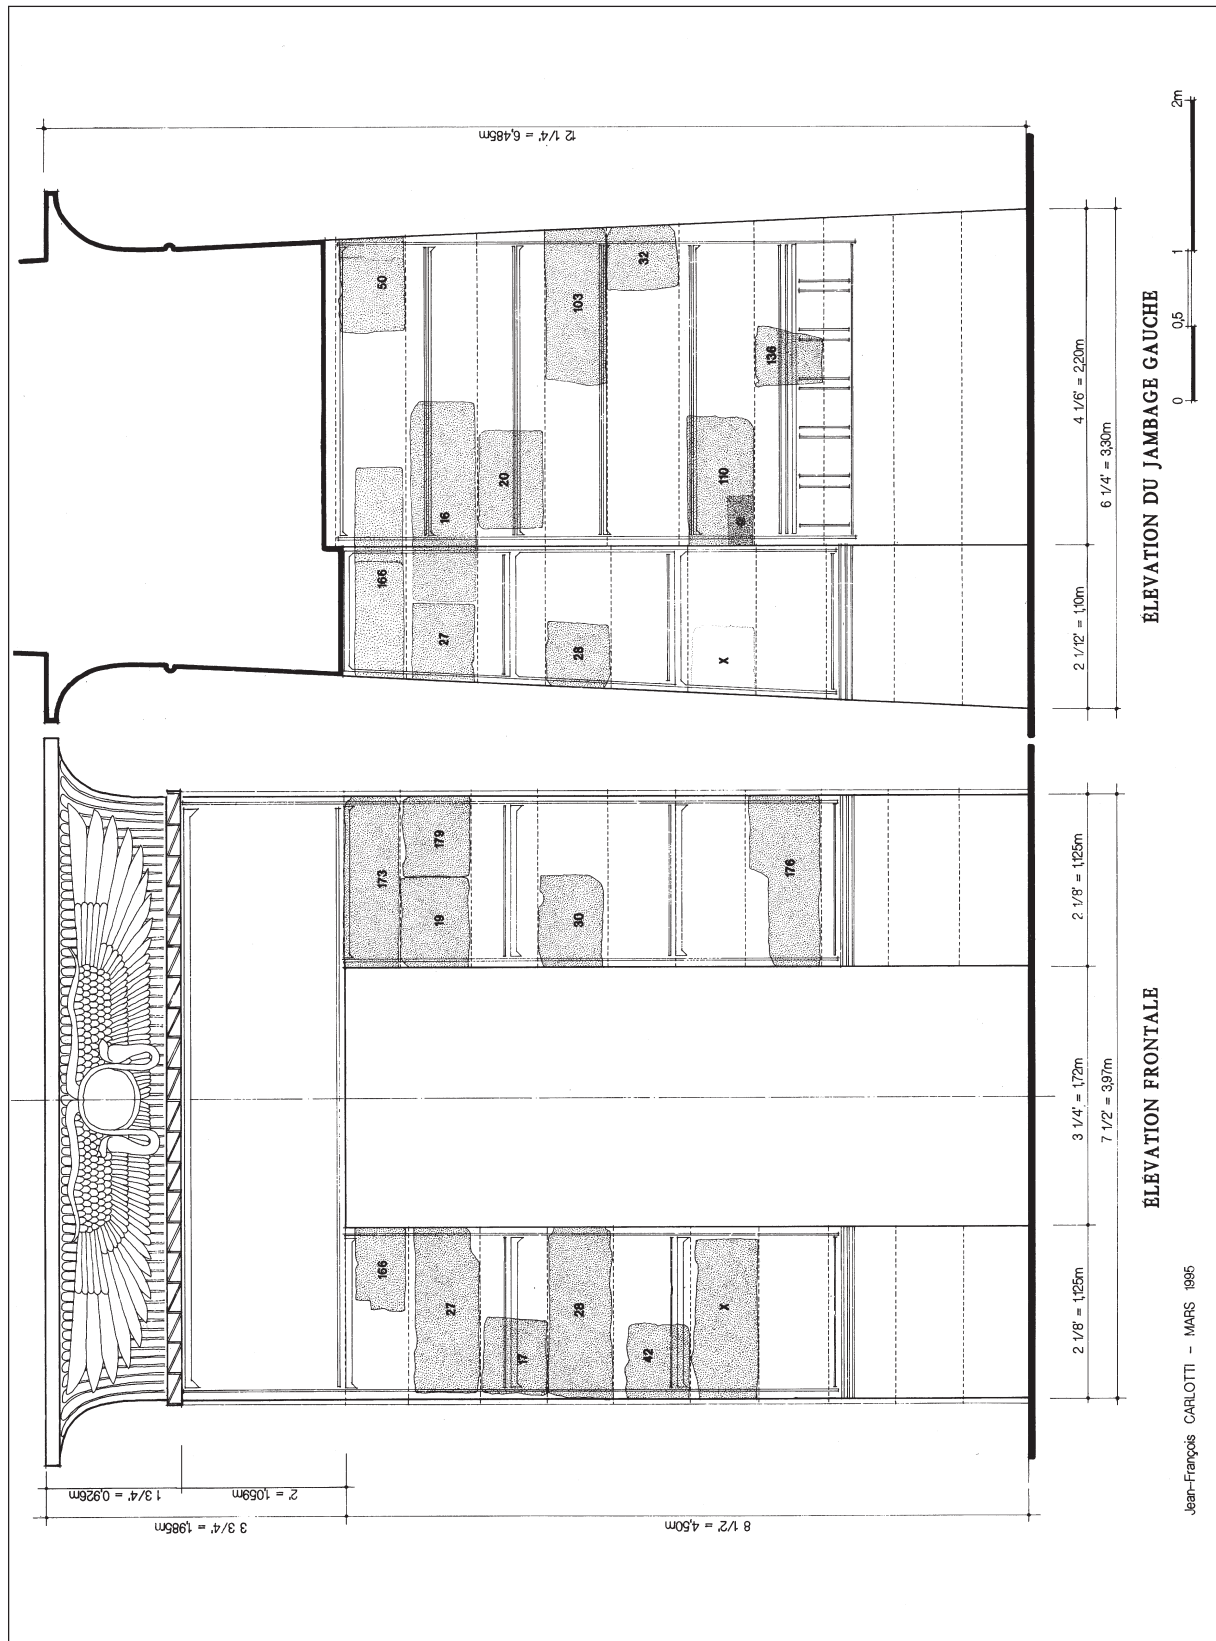 3 3/4' = 1,985m
1 3/4' = 0,926m
2' = 1,059m
8 1/2' = 4,50m
166
27
17
28
42
X
173
19
179
30
176
2 1/8' = 1,125m
3 1/4' = 1,72m
2 1/8' = 1,125m
7 1/2' = 3,97m
ÉLÉVATION FRONTALE
166
27
16
50
20
28
103
32
X
110
136
12 1/4' = 6,485m
2 1/12' = 1,10m
4 1/6' = 2,20m
6 1/4' = 3,30m
ÉLEVATION DU JAMBAGE GAUCHE
0
0,5
1
2m
Jean-François CARLOTTI - MARS 1995